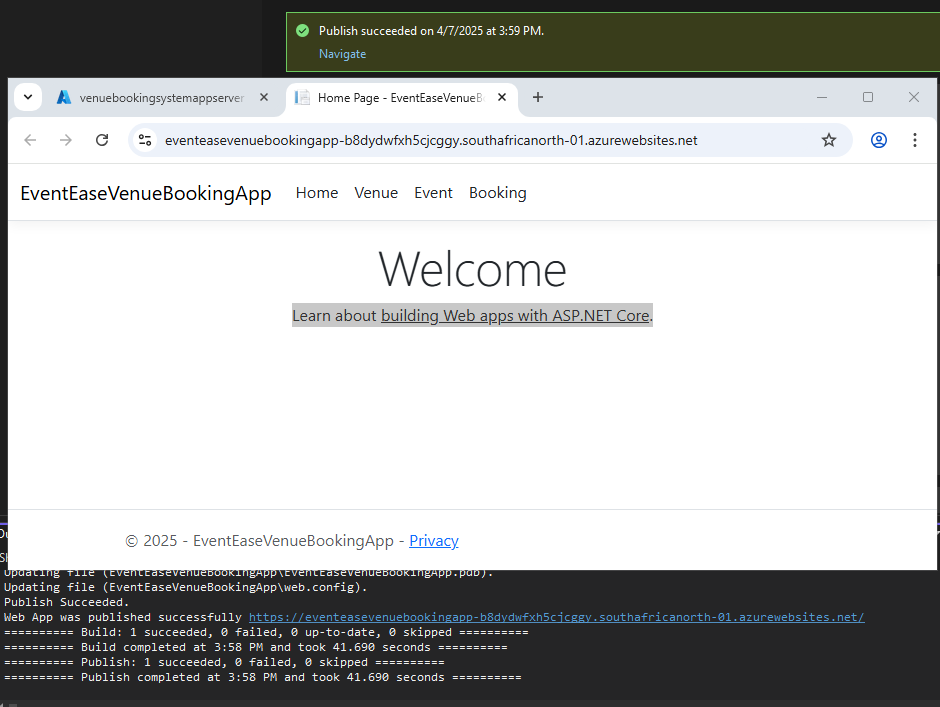 Publish succeeded on 4/7/2025 at 3:59 PM.
Navigate
venuebookingsystemappserver
Home Page - EventEaseVenueB
eventeasevenuebookingapp-b8dydwfxh5cjcggy.southafricanorth-01.azurewebsites.net
EventEaseVenueBookingApp Home Venue Event Booking
Welcome
Learn about building Web apps with ASP.NET Core.
© 2025 - EventEaseVenueBookingApp - Privacy
Updating file (EventEaseVenueBookingApp\EventEaseVenueBookingApp.pdb).
Updating file (EventEaseVenueBookingApp\web.config).
Publish Succeeded.
Web App was published successfully https://eventeasevenuebookingapp-b8dydwfxh5cjcggy.southafricanorth-01.azurewebsites.net/
========== Build: 1 succeeded, 0 failed, 0 up-to-date, 0 skipped ==========
========== Build completed at 3:58 PM and took 41.690 seconds ==========
========== Publish: 1 succeeded, 0 failed, 0 skipped ==========
========== Publish completed at 3:58 PM and took 41.690 seconds ==========